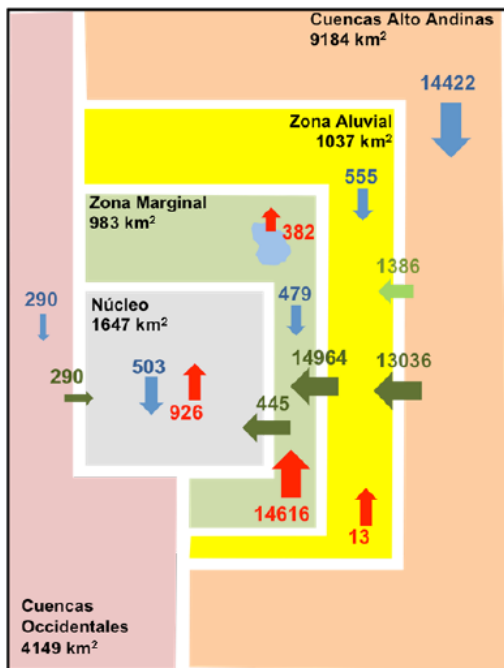 Cuencas Alto Andinas
9184 km²
14422
Zona Aluvial
1037 km²
555
Zona Marginal
983 km²
382
1386
290
Núcleo
1647 km²
479
290
503
14964
13036
926
445
14616
13
Cuencas
Occidentales
4149 km²